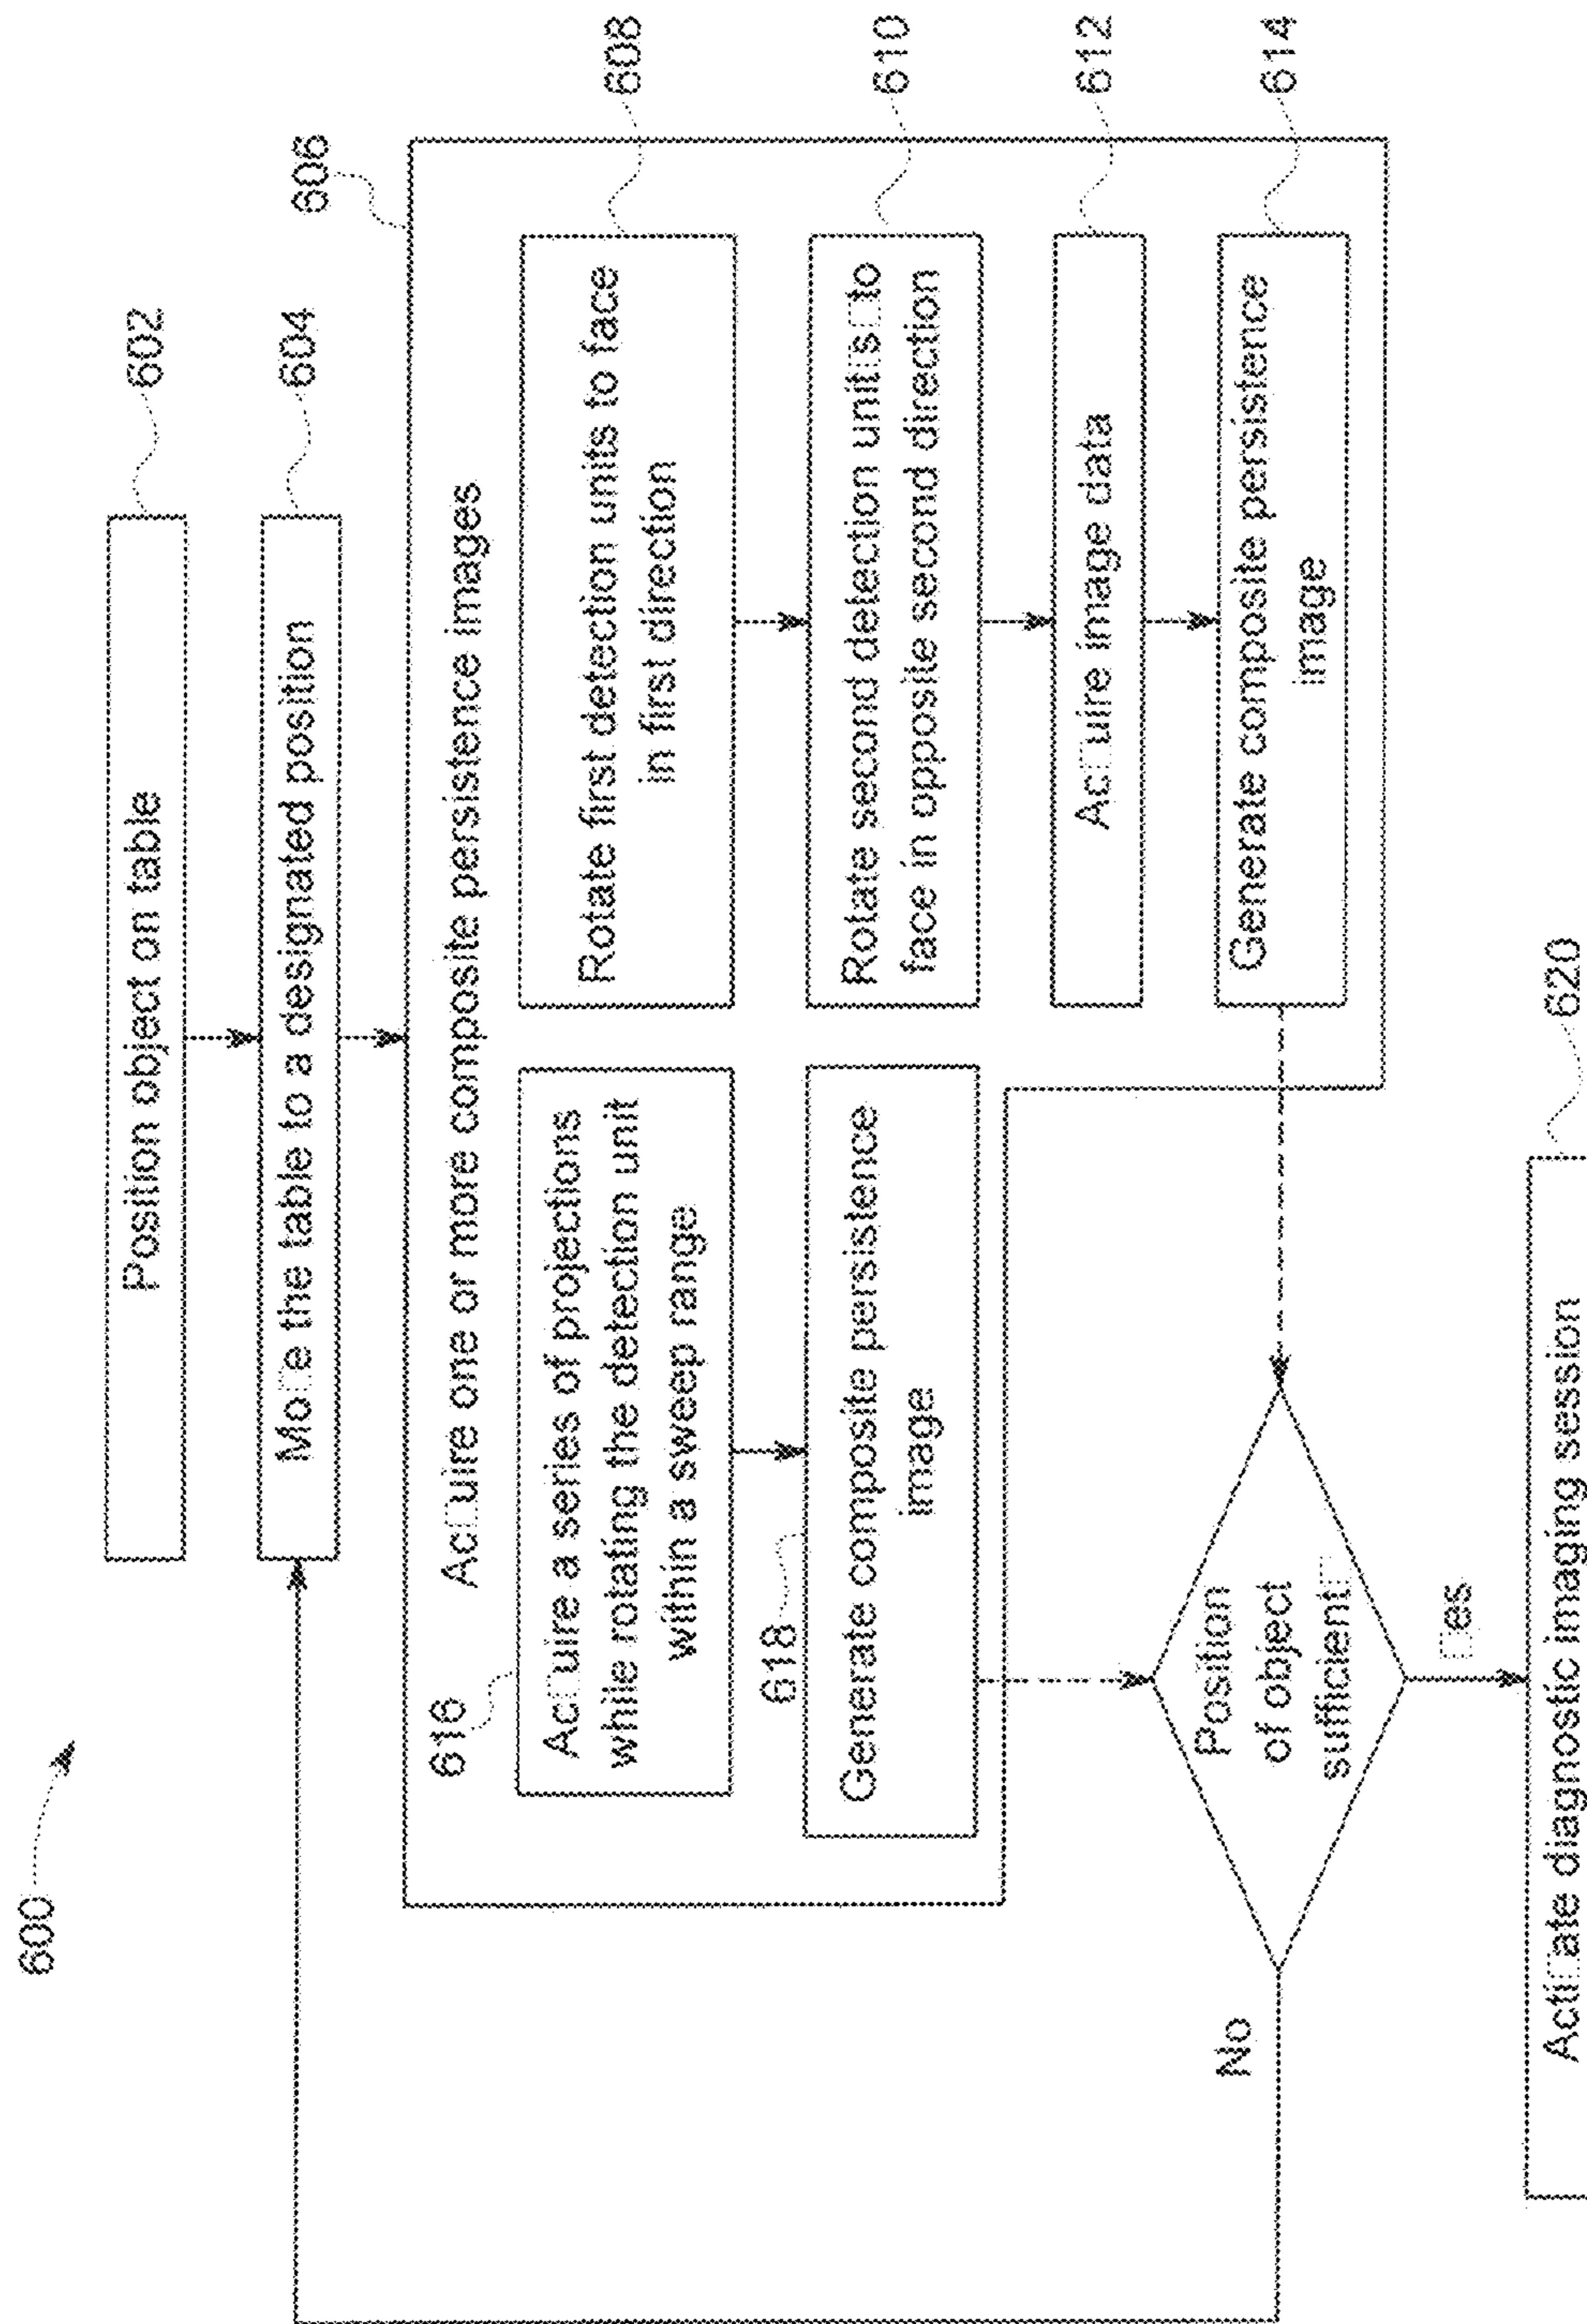 600
Position object on table
602
Mo□e the table to a designated position
604
606
Ac□uire one or more composite persistence images
616
Ac□uire a series of projections
while rotating the detection unit
within a sweep range
618
Generate composite persistence
image
Rotate first detection units to face
in first direction
608
Rotate second detection units□to
face in opposite second direction
610
Ac□uire image data
612
Generate composite persistence
image
614
Position
of object
sufficient□
No
□es
Acti□ate diagnostic imaging session
620